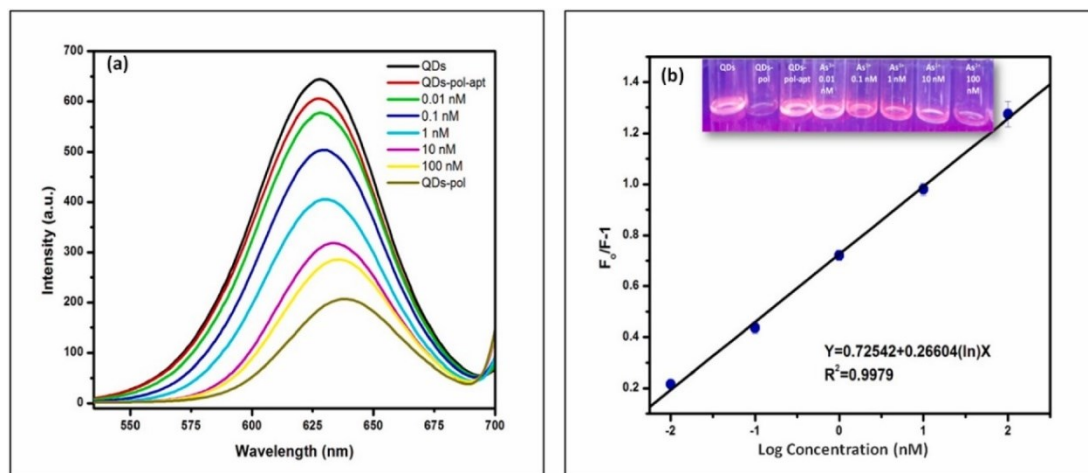 (a)
QDs
QDs-pol-apt
0.01 nM
0.1 nM
1 nM
10 nM
100 nM
QDs-pol
700
600
500
400
300
200
100
0
550
600
625
650
675
700
Intensity (a.u.)
Wavelength (nm)
(b)
QDs
QDs-
pol
QDs-
pol-apt
As³⁺
0.01
nM
As³⁺
0.1 nM
As³⁺
1 nM
As³⁺
10 nM
As³⁺
100
nM
1.4
1.2
1.0
0.8
0.6
0.4
0.2
-2
-1
0
1
2
Fₒ/F-1
Log Concentration (nM)
Y=0.72542+0.26604(ln)X
R²=0.9979